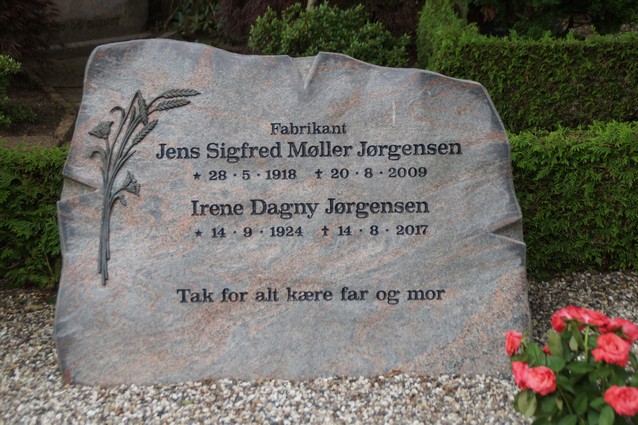 Fabrikant
Jens Sigfred Møller Jørgensen
★ 28 · 5 · 1918 ✝ 20 · 8 · 2009
Irene Dagny Jørgensen
★ 14 · 9 · 1924 ✝ 14 · 8 · 2017
Tak for alt kære far og mor